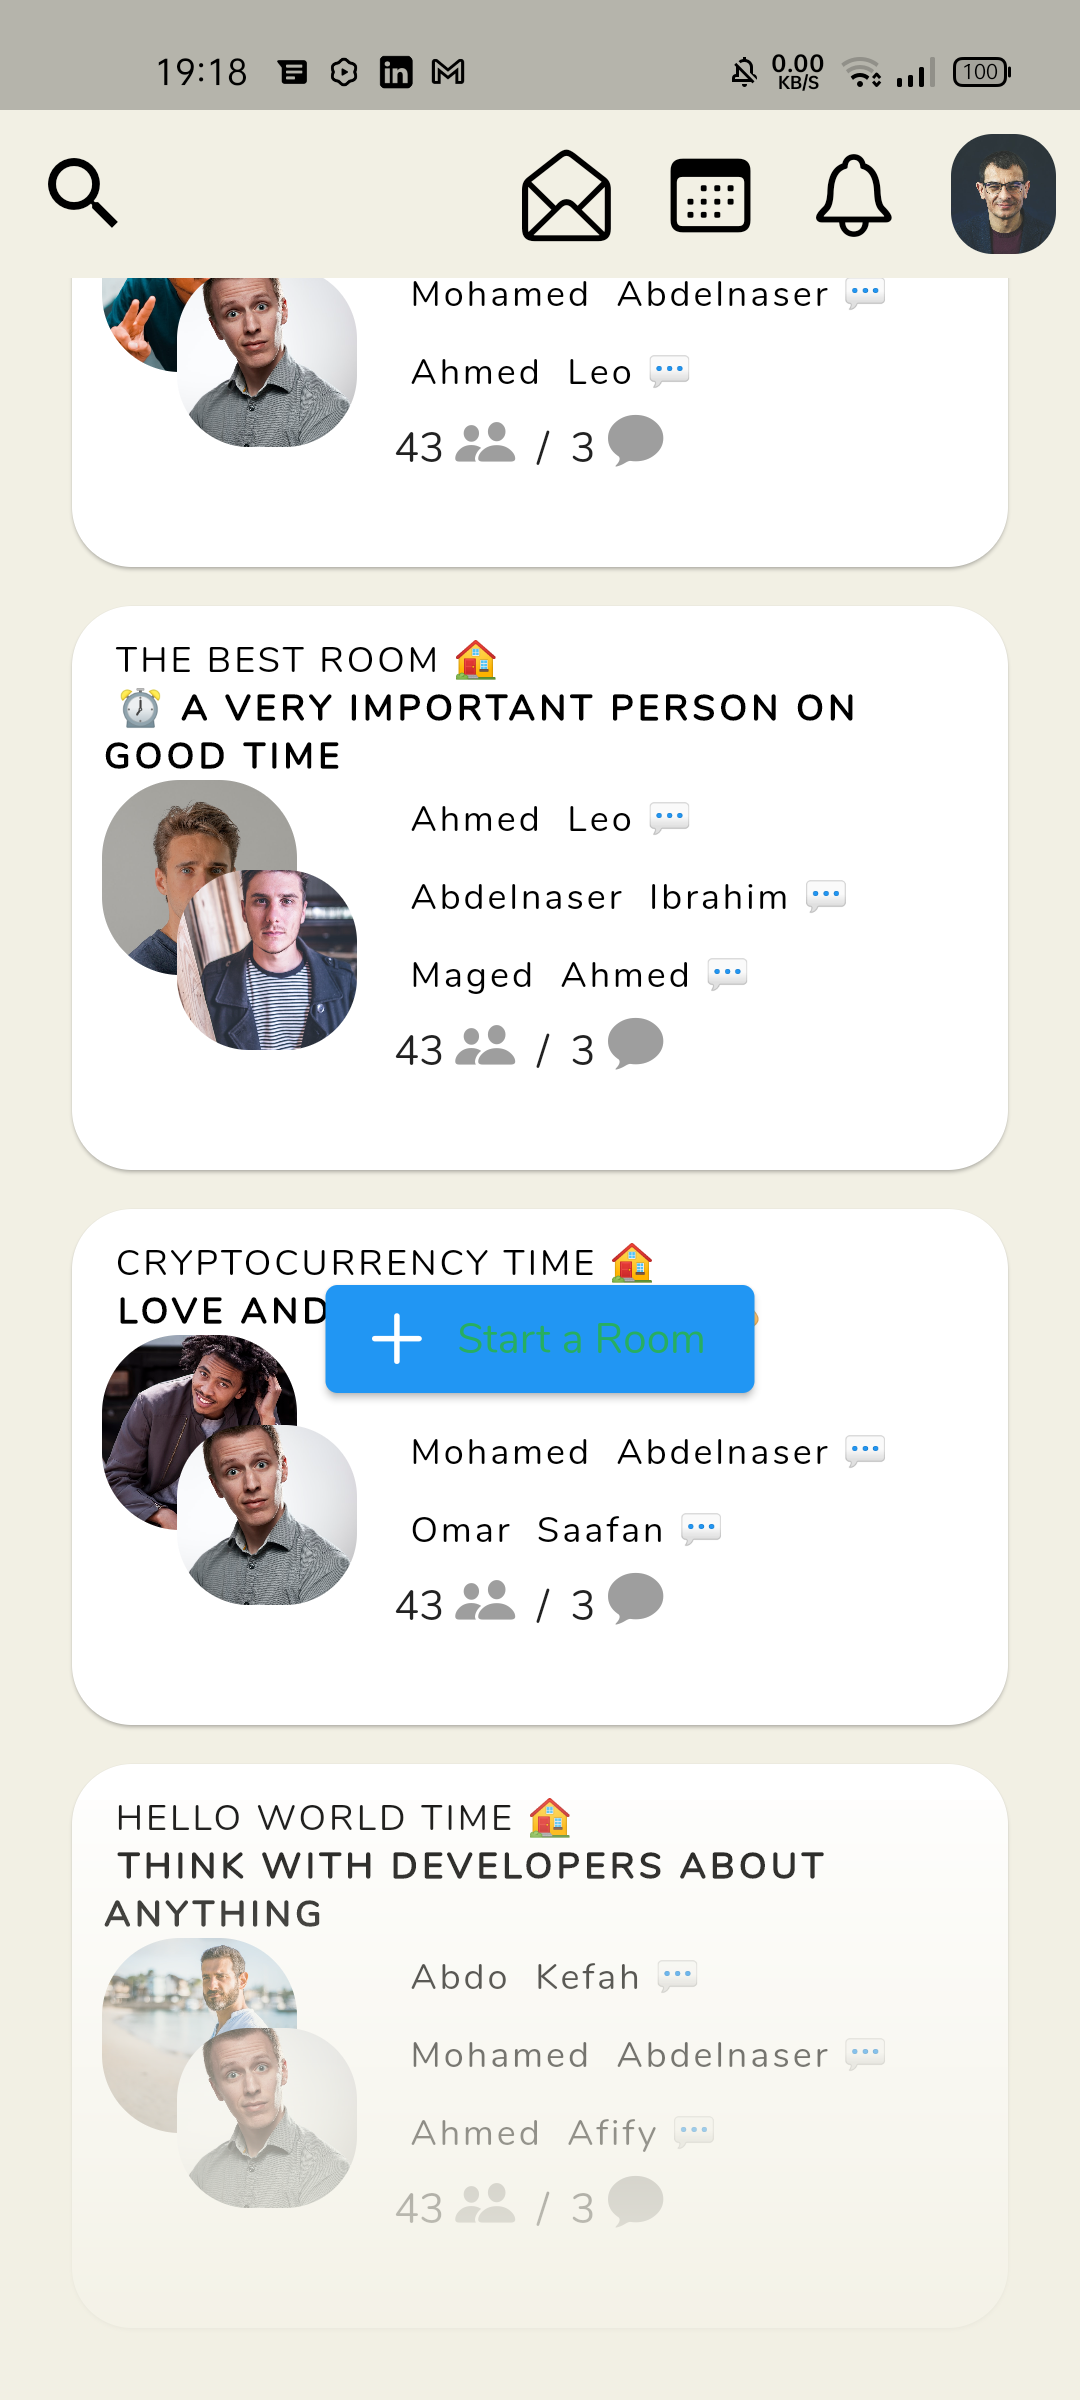 19:18
0.00
KB/S
100
Mohamed Abdelnaser
Ahmed Leo
43 / 3
THE BEST ROOM
A VERY IMPORTANT PERSON ON
GOOD TIME
Ahmed Leo
Abdelnaser Ibrahim
Maged Ahmed
43 / 3
CRYPTOCURRENCY TIME
LOVE AND
Start a Room
Mohamed Abdelnaser
Omar Saafan
43 / 3
HELLO WORLD TIME
THINK WITH DEVELOPERS ABOUT
ANYTHING
Abdo Kefah
Mohamed Abdelnaser
Ahmed Afify
43 / 3